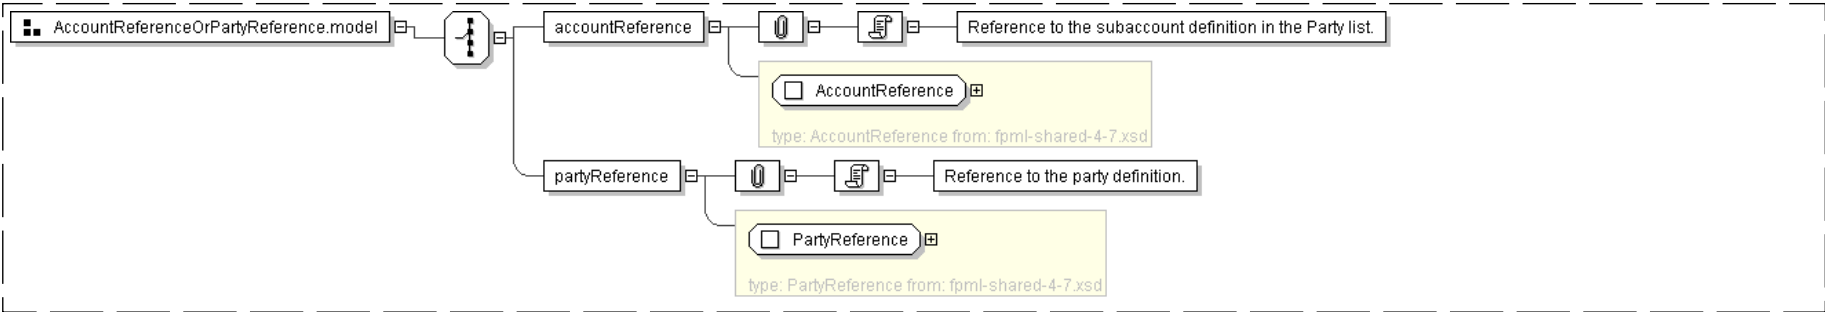 AccountReferenceOrPartyReference.model
accountReference
Reference to the subaccount definition in the Party list.
AccountReference
type: AccountReference from: fpml-shared-4-7.xsd
partyReference
Reference to the party definition.
PartyReference
type: PartyReference from: fpml-shared-4-7.xsd